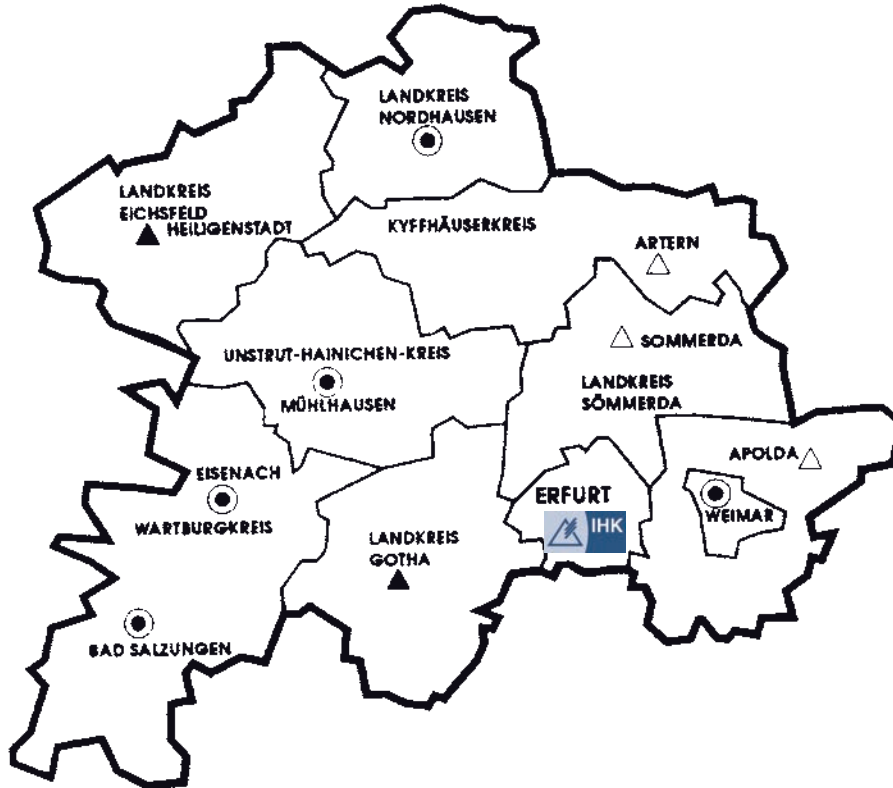 LANDKREIS
NORDHAUSEN
LANDKREIS
EICHSFELD
HEILIGENSTADT
KYFFHÄUSERKREIS
ARTERN
UNSTRUT-HAINICHEN-KREIS
MÜHLHAUSEN
SOMMERDA
LANDKREIS
SÖMMERDA
APOLDA
EISENACH
WARTBURGKREIS
ERFURT
IHK
WEIMAR
LANDKREIS
GOTHA
BAD SALZUNGEN